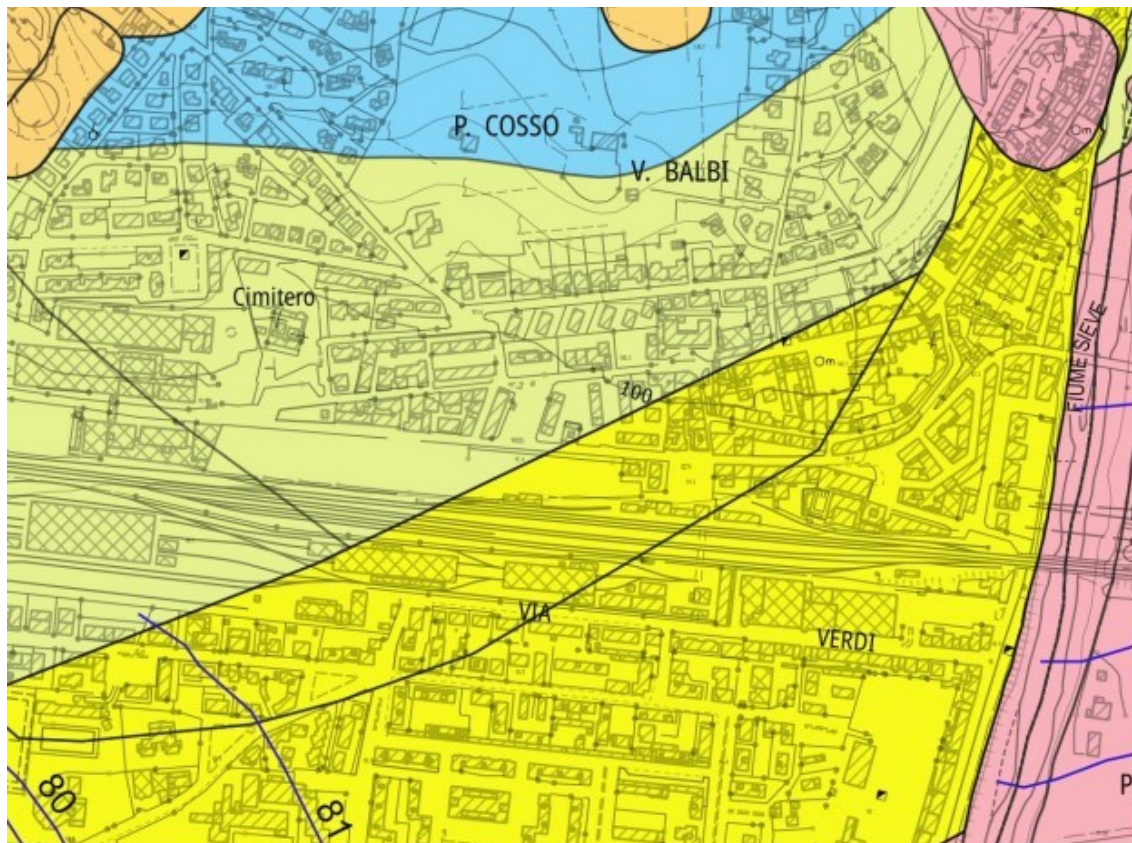 P. COSSO
V. BALBI
Cimitero
FIUME SIEVE
100
VIA
VERDI
80
81
P